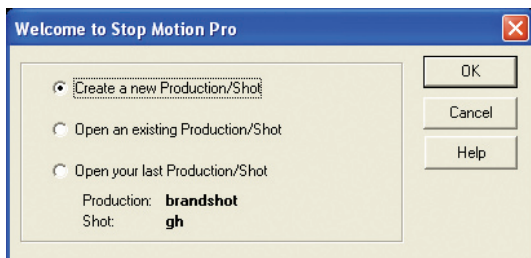 Welcome to Stop Motion Pro
Create a new Production/Shot
Open an existing Production/Shot
Open your last Production/Shot
Production: brandshot
Shot: gh
OK
Cancel
Help